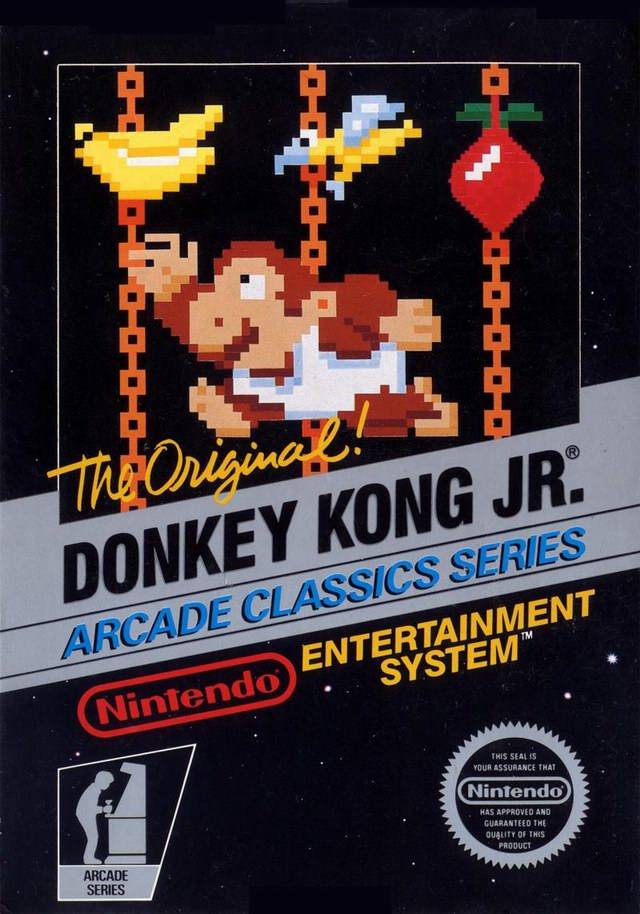 The Original!
DONKEY KONG JR.®
ARCADE CLASSICS SERIES
Nintendo®
ENTERTAINMENT
SYSTEM™
ARCADE
SERIES
THIS SEAL IS
YOUR ASSURANCE THAT
Nintendo®
HAS APPROVED AND
GUARANTEED THE
QUALITY OF THIS
PRODUCT